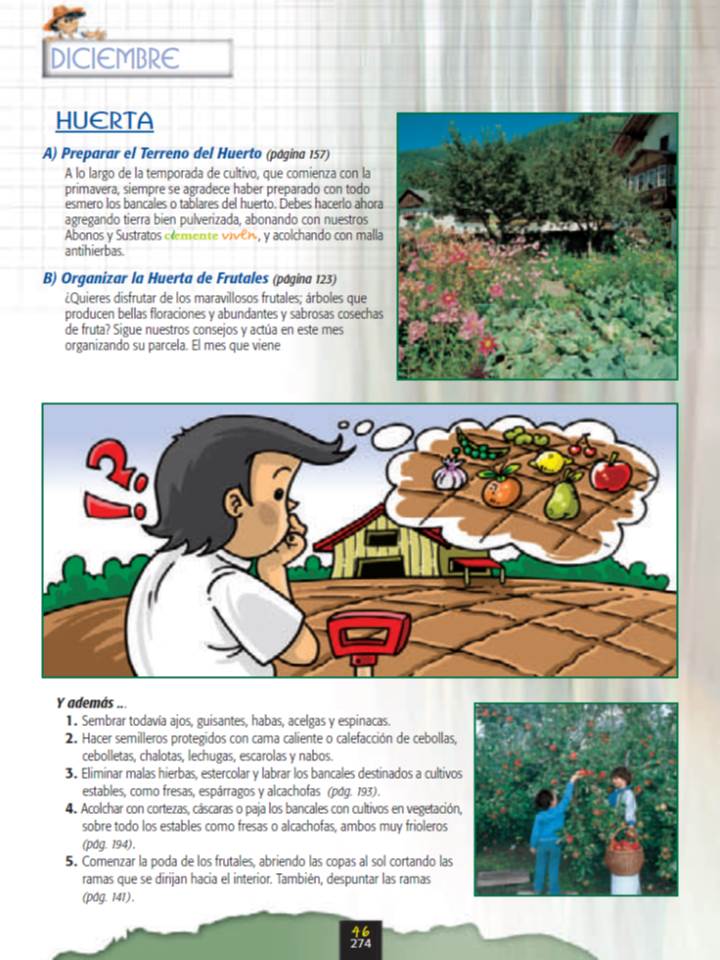 DICIEMBRE
HUERTA
A) Preparar el Terreno del Huerto (página 157)
A lo largo de la temporada de cultivo, que comienza con la
primavera, siempre se agradece haber preparado con todo
esmero los bancales o tablares del huerto. Debes hacerlo ahora
agregando tierra bien pulverizada, abonando con nuestros
Abonos y Sustratos clemente viven, y acolchando con malla
antihierbas.
B) Organizar la Huerta de Frutales (página 123)
¿Quieres disfrutar de los maravillosos frutales; árboles que
producen bellas floraciones y abundantes y sabrosas cosechas
de fruta? Sigue nuestros consejos y actúa en este mes
organizando su parcela. El mes que viene
¿?
¡!
Y además ...
1. Sembrar todavía ajos, guisantes, habas, acelgas y espinacas.
2. Hacer semilleros protegidos con cama caliente o calefacción de cebollas,
cebolletas, chalotas, lechugas, escarolas y nabos.
3. Eliminar malas hierbas, estercolar y labrar los bancales destinados a cultivos
estables, como fresas, espárragos y alcachofas (pág. 193).
4. Acolchar con cortezas, cáscaras o paja los bancales con cultivos en vegetación,
sobre todo los estables como fresas o alcachofas, ambos muy frioleros
(pág. 194).
5. Comenzar la poda de los frutales, abriendo las copas al sol cortando las
ramas que se dirijan hacia el interior. También, despuntar las ramas
(pág. 141).
46
274